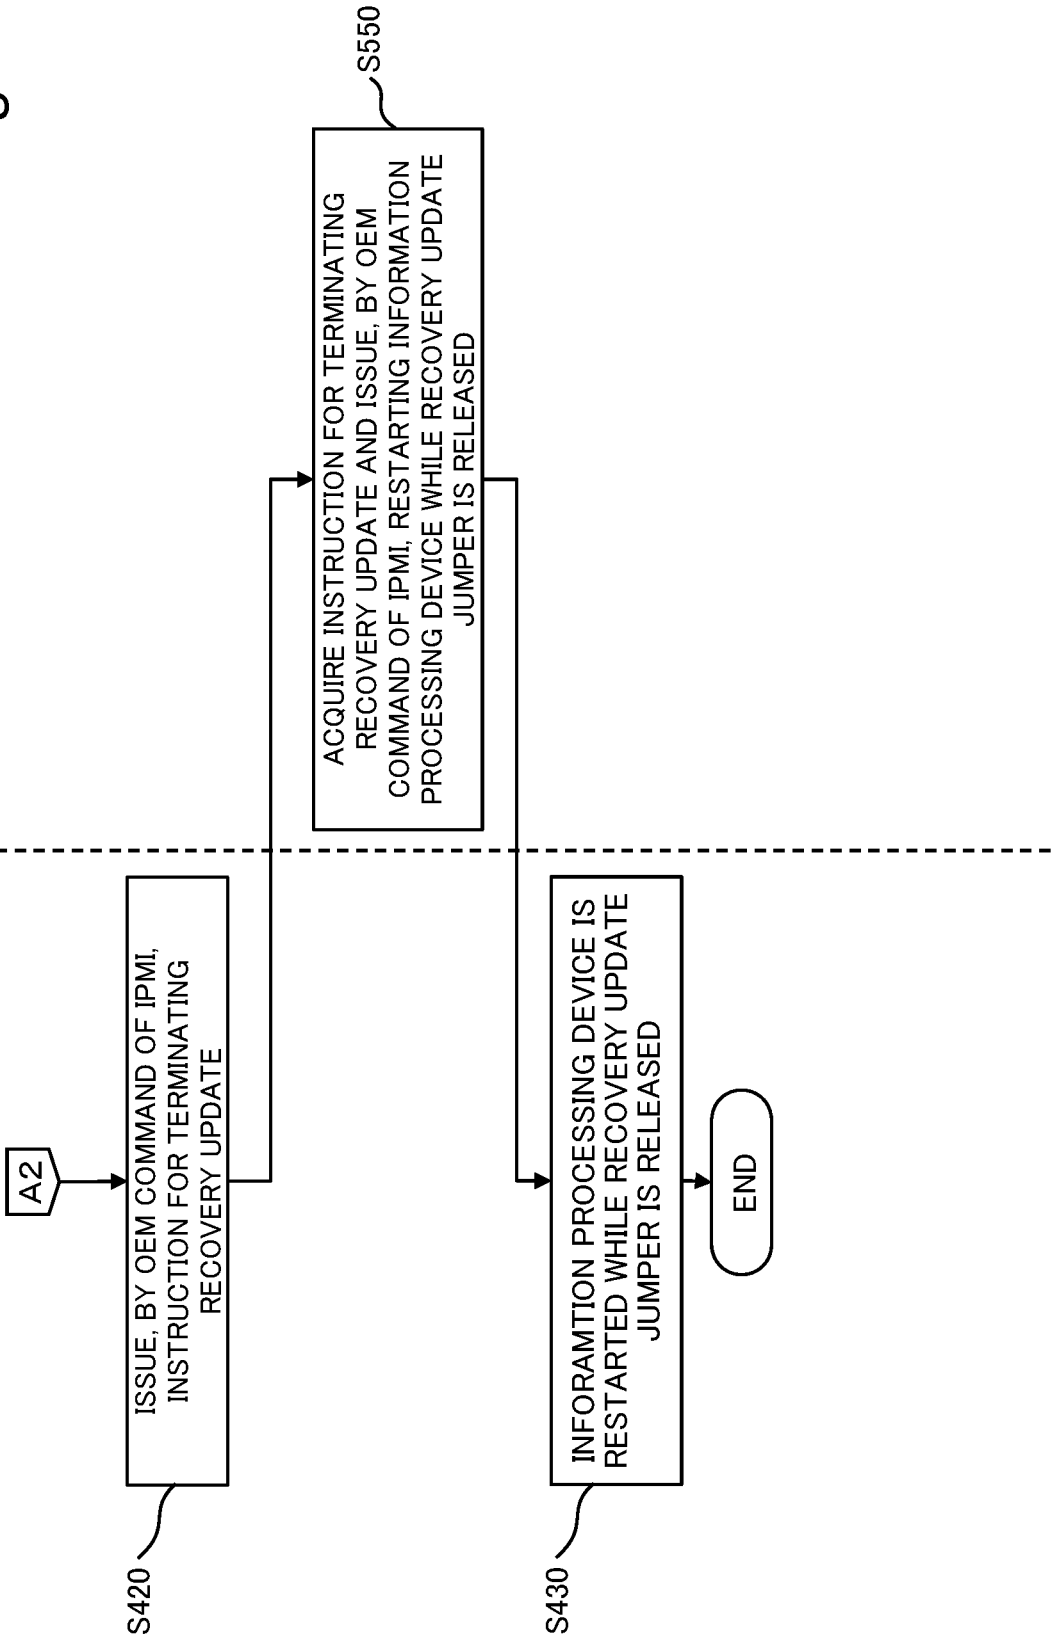 A2
S420
ISSUE, BY OEM COMMAND OF IPMI,
INSTRUCTION FOR TERMINATING
RECOVERY UPDATE
S550
ACQUIRE INSTRUCTION FOR TERMINATING
RECOVERY UPDATE AND ISSUE, BY OEM
COMMAND OF IPMI, RESTARTING INFORMATION
PROCESSING DEVICE WHILE RECOVERY UPDATE
JUMPER IS RELEASED
S430
INFORAMTION PROCESSING DEVICE IS
RESTARTED WHILE RECOVERY UPDATE
JUMPER IS RELEASED
END